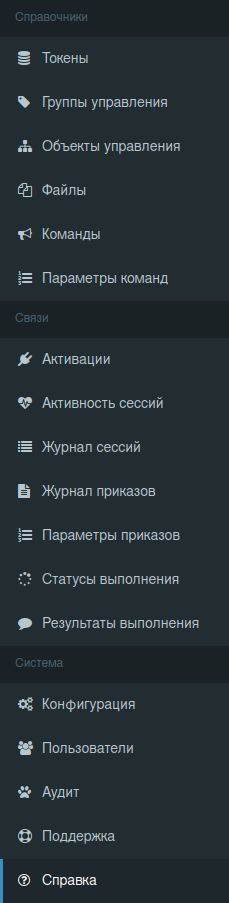 Справочники
Токены
Группы управления
Объекты управления
Файлы
Команды
Параметры команд
Связи
Активации
Активность сессий
Журнал сессий
Журнал приказов
Параметры приказов
Статусы выполнения
Результаты выполнения
Система
Конфигурация
Пользователи
Аудит
Поддержка
Справка